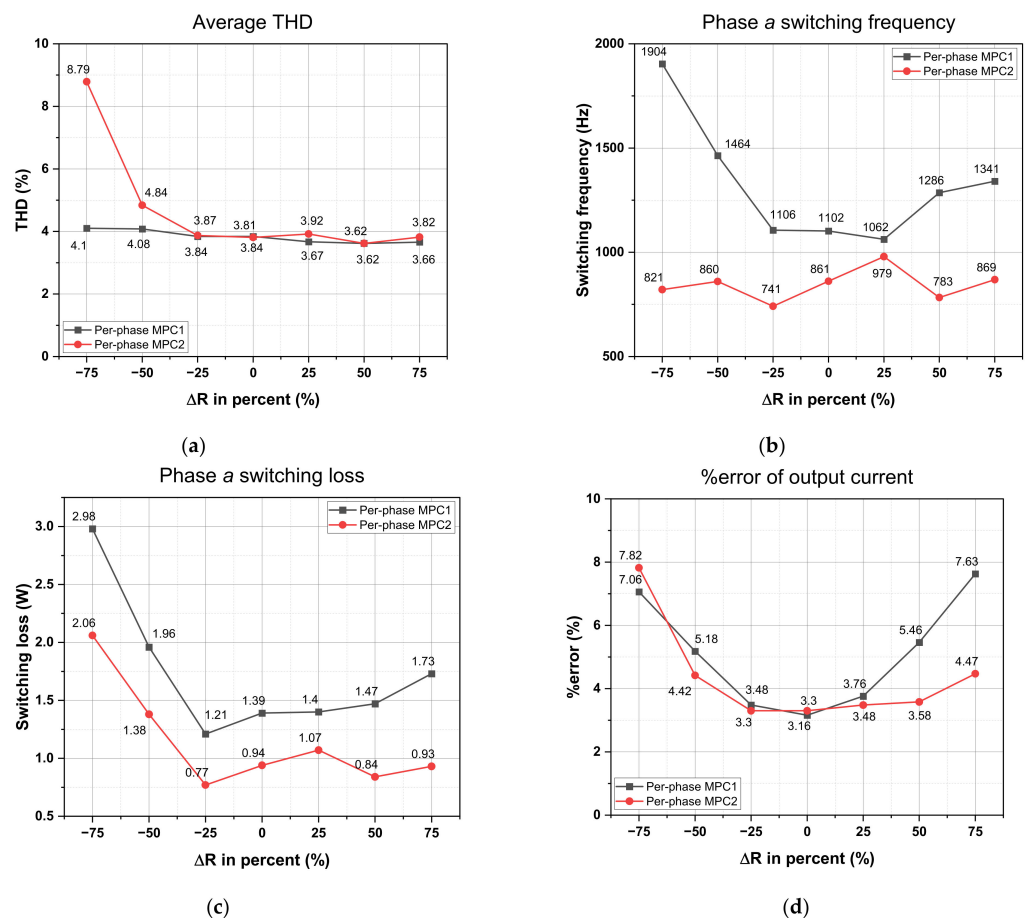 Average THD
10
8
6
4
2
0
THD (%)
8.79
4.84
3.87
3.81
3.92
3.62
3.82
4.1
4.08
3.84
3.84
3.67
3.62
3.66
Per-phase MPC1
Per-phase MPC2
−75 −50 −25 0 25 50 75
ΔR in percent (%)
(a)
Phase a switching frequency
2000
1500
1000
500
Switching frequency (Hz)
Per-phase MPC1
Per-phase MPC2
1904
1464
1106
1102
1062
1286
1341
821
860
741
861
979
783
869
−75 −50 −25 0 25 50 75
ΔR in percent (%)
(b)
Phase a switching loss
3.0
2.5
2.0
1.5
1.0
0.5
Switching loss (W)
Per-phase MPC1
Per-phase MPC2
2.98
1.96
1.21
1.39
1.4
1.47
1.73
2.06
1.38
0.77
0.94
1.07
0.84
0.93
−75 −50 −25 0 25 50 75
ΔR in percent (%)
(c)
%error of output current
10
8
6
4
2
0
%error (%)
7.82
7.06
5.18
4.42
3.48
3.3
3.3
3.16
3.76
3.48
5.46
3.58
7.63
4.47
Per-phase MPC1
Per-phase MPC2
−75 −50 −25 0 25 50 75
ΔR in percent (%)
(d)